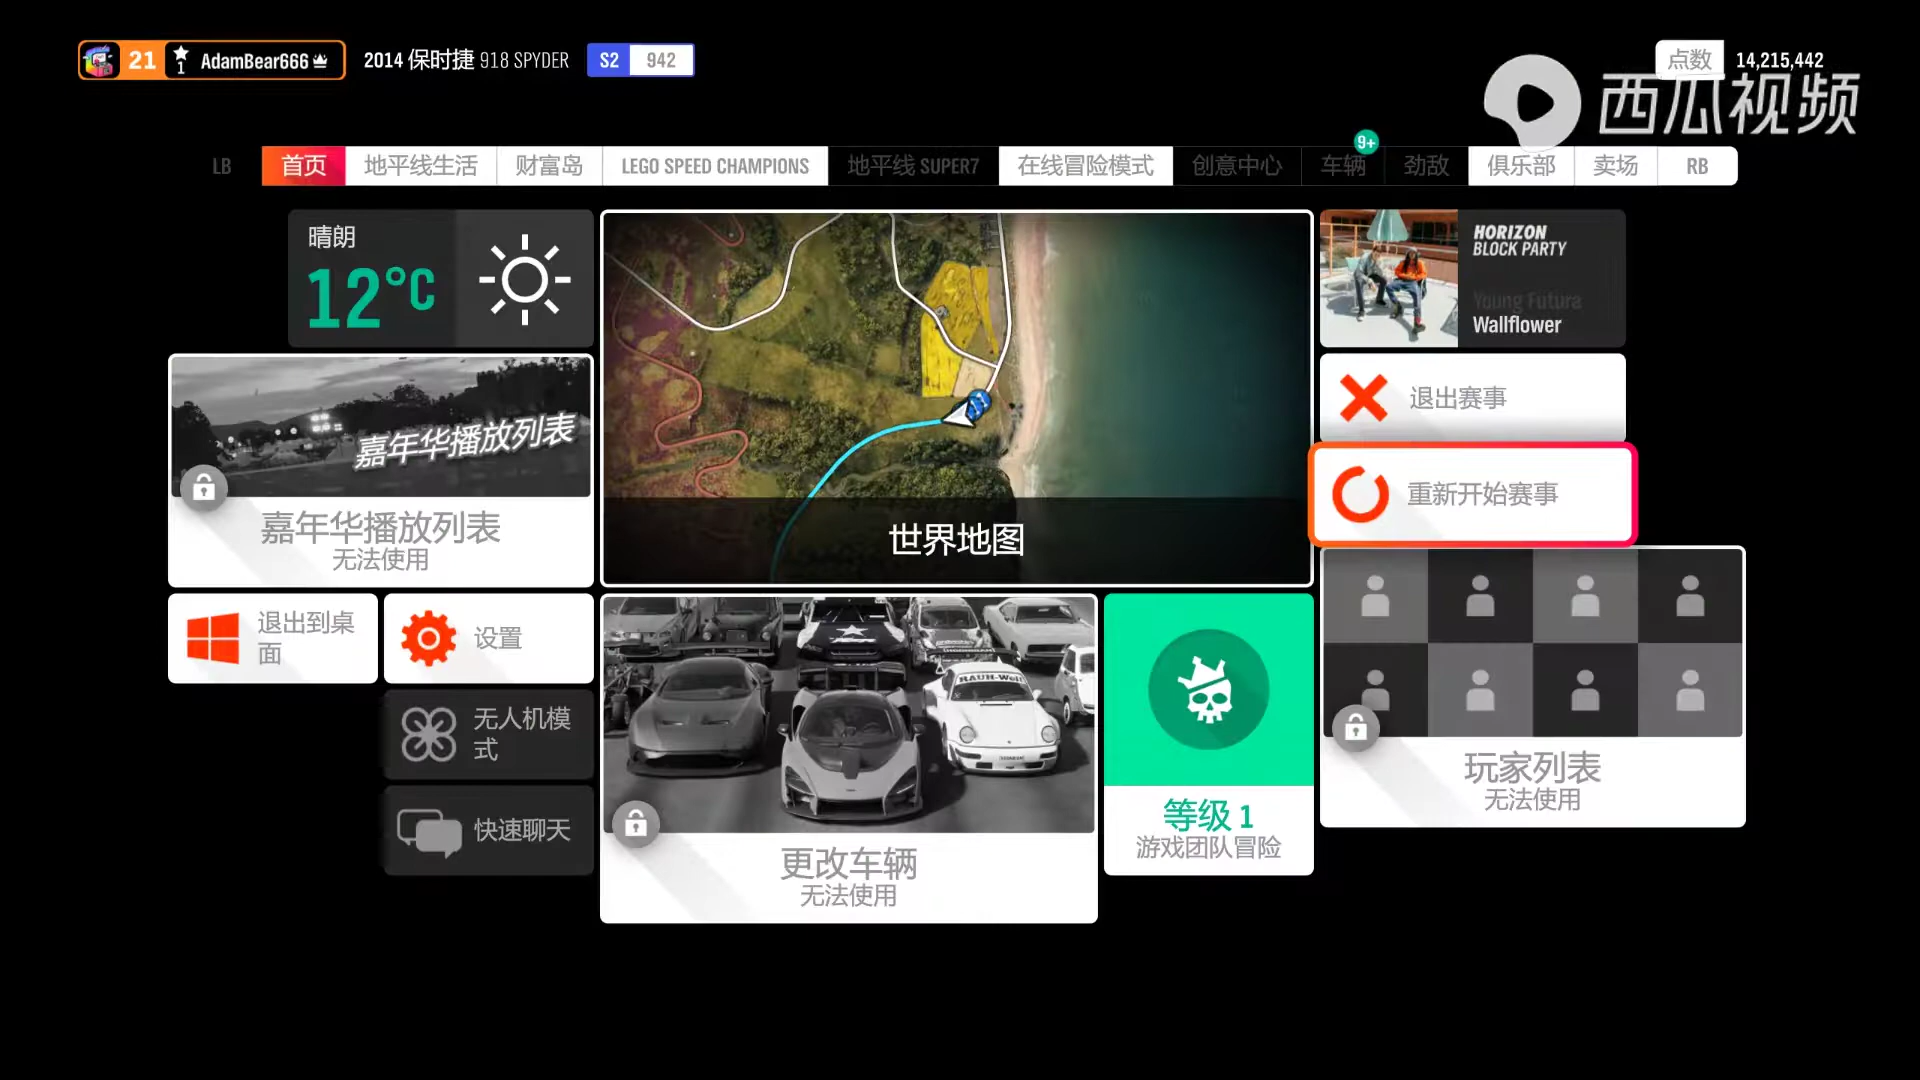 21
1
AdamBear666
2014 保时捷 918 SPYDER
S2 942
点数 14,215,442
西瓜视频
9+
LB 首页 地平线生活 财富岛 LEGO SPEED CHAMPIONS 地平线 SUPER7 在线冒险模式 创意中心 车辆 劲敌 俱乐部 卖场 RB
晴朗
12°C
HORIZON
BLOCK PARTY
Young Futura
Wallflower
退出赛事
重新开始赛事
嘉年华播放列表
嘉年华播放列表
无法使用
世界地图
退出到桌
面
设置
无人机模
式
快速聊天
RAUH-Welt
更改车辆
无法使用
等级 1
游戏团队冒险
玩家列表
无法使用